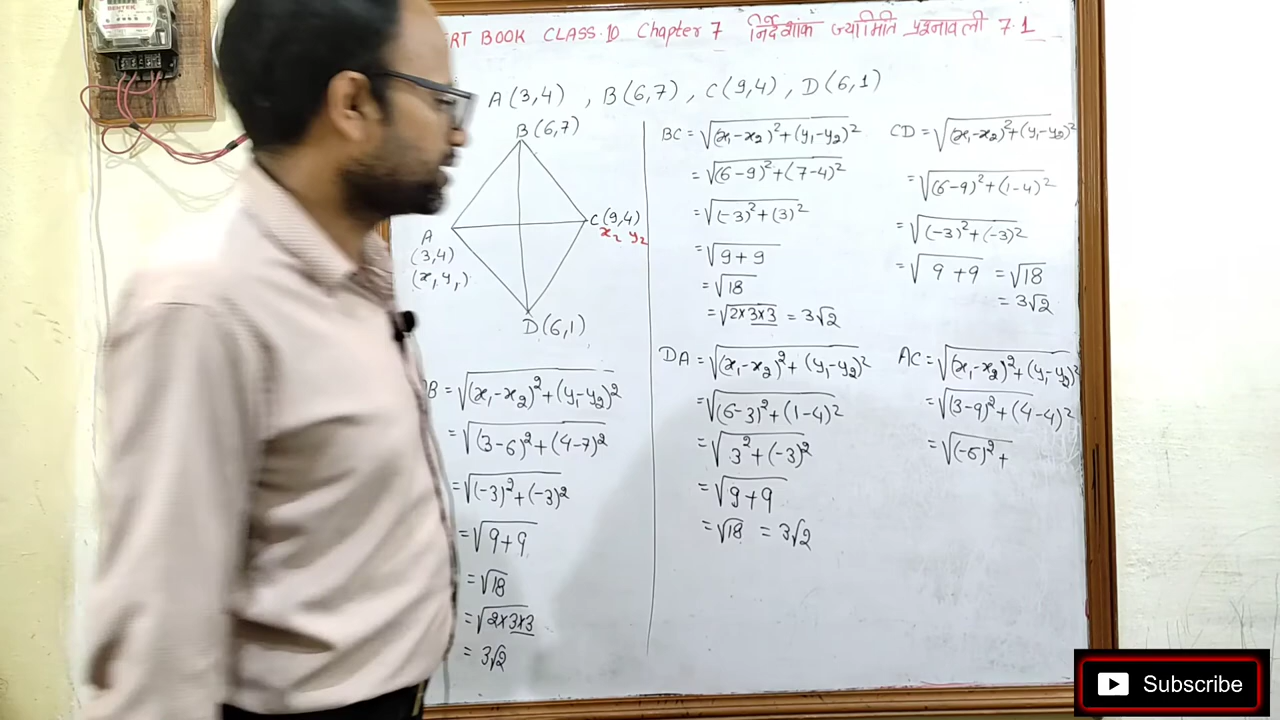 RT BOOK CLASS.10 Chapter 7 निर्देशांक ज्यामिति प्रश्नावली 7.1
A(3,4) , B(6,7) , C(9,4) , D(6,1)
B(6,7)
C(9,4)
x₂ y₂
A
(3,4)
(x₁ y₁)
D(6,1)
B = √(x₁-x₂)²+(y₁-y₂)²
= √(3-6)²+(4-7)²
= √(-3)²+(-3)²
= √9+9
= √18
= √2×3×3
= 3√2
BC = √(x₁-x₂)²+(y₁-y₂)²
= √(6-9)²+(7-4)²
= √(-3)²+(3)²
= √9+9
= √18
= √2×3×3 = 3√2
CD = √(x₁-x₂)²+(y₁-y₂)²
= √(6-9)²+(1-4)²
= √(-3)²+(-3)²
= √9+9 = √18
= 3√2
DA = √(x₁-x₂)²+(y₁-y₂)²
= √(6-3)²+(1-4)²
= √3²+(-3)²
= √9+9
= √18 = 3√2
AC = √(x₁-x₂)²+(y₁-y₂)²
= √(3-9)²+(4-4)²
= √(-6)²+
Subscribe